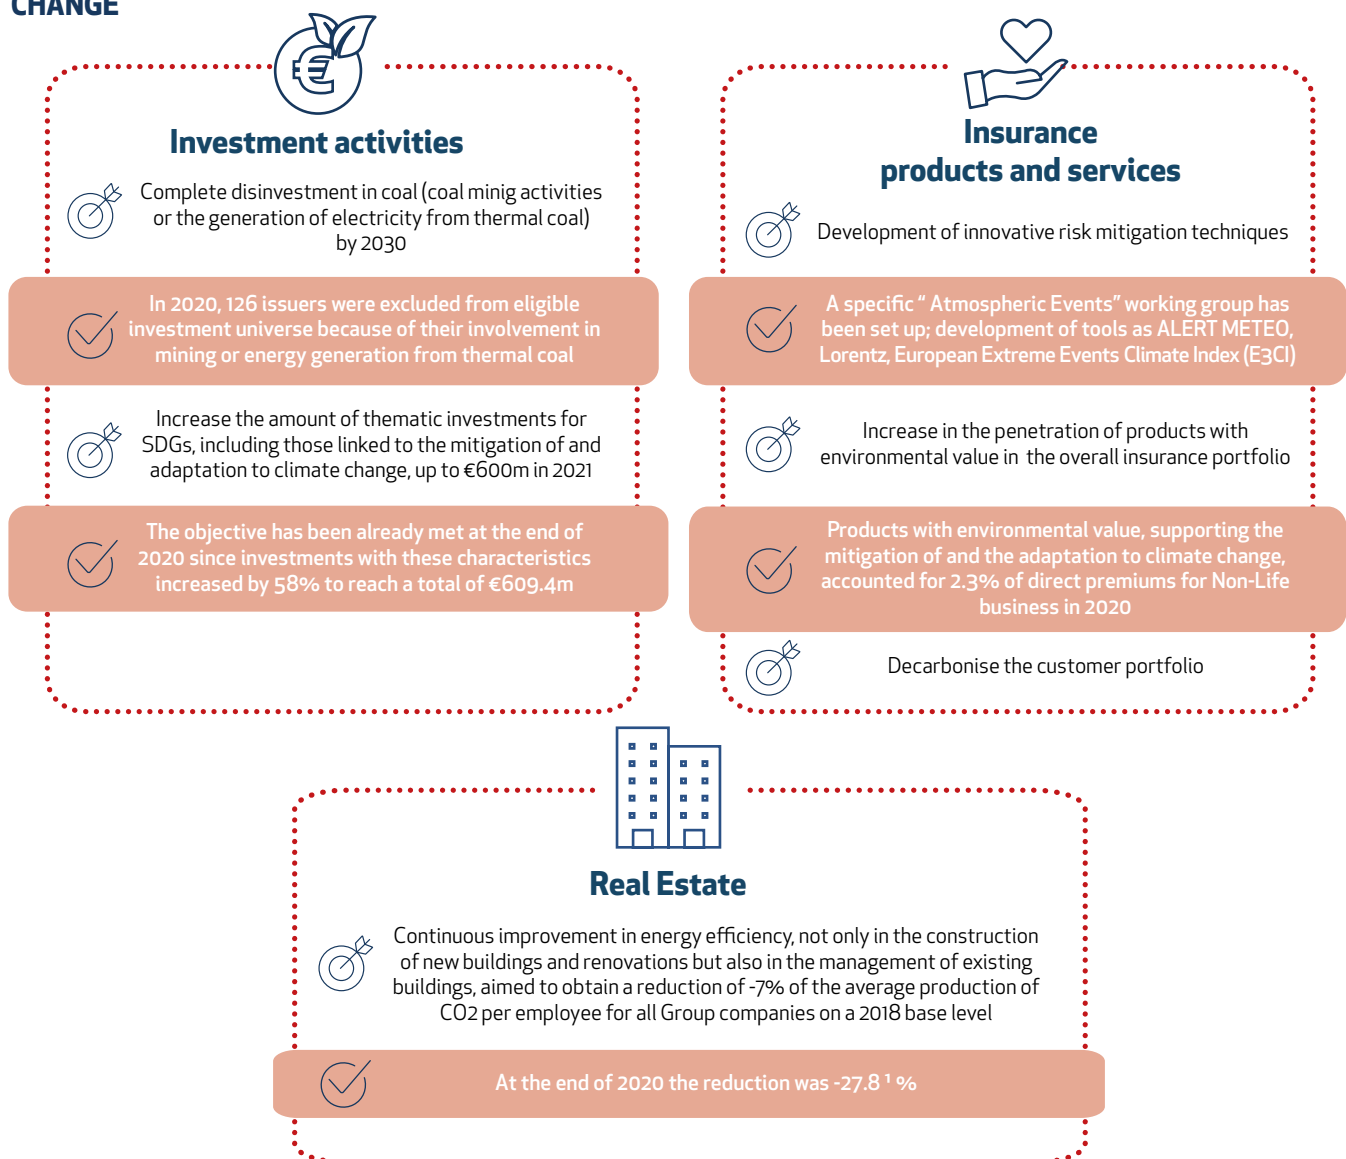 CHANGE
Investment activities
Complete disinvestment in coal (coal minig activities
or the generation of electricity from thermal coal)
by 2030
In 2020, 126 issuers were excluded from eligible
investment universe because of their involvement in
mining or energy generation from thermal coal
Increase the amount of thematic investments for
SDGs, including those linked to the mitigation of and
adaptation to climate change, up to €600m in 2021
The objective has been already met at the end of
2020 since investments with these characteristics
increased by 58% to reach a total of €609.4m
Insurance
products and services
Development of innovative risk mitigation techniques
A specific “ Atmospheric Events” working group has
been set up; development of tools as ALERT METEO,
Lorentz, European Extreme Events Climate Index (E3CI)
Increase in the penetration of products with
environmental value in the overall insurance portfolio
Products with environmental value, supporting the
mitigation of and the adaptation to climate change,
accounted for 2.3% of direct premiums for Non-Life
business in 2020
Decarbonise the customer portfolio
Real Estate
Continuous improvement in energy efficiency, not only in the construction
of new buildings and renovations but also in the management of existing
buildings, aimed to obtain a reduction of -7% of the average production of
CO2 per employee for all Group companies on a 2018 base level
At the end of 2020 the reduction was -27.8 ¹ %